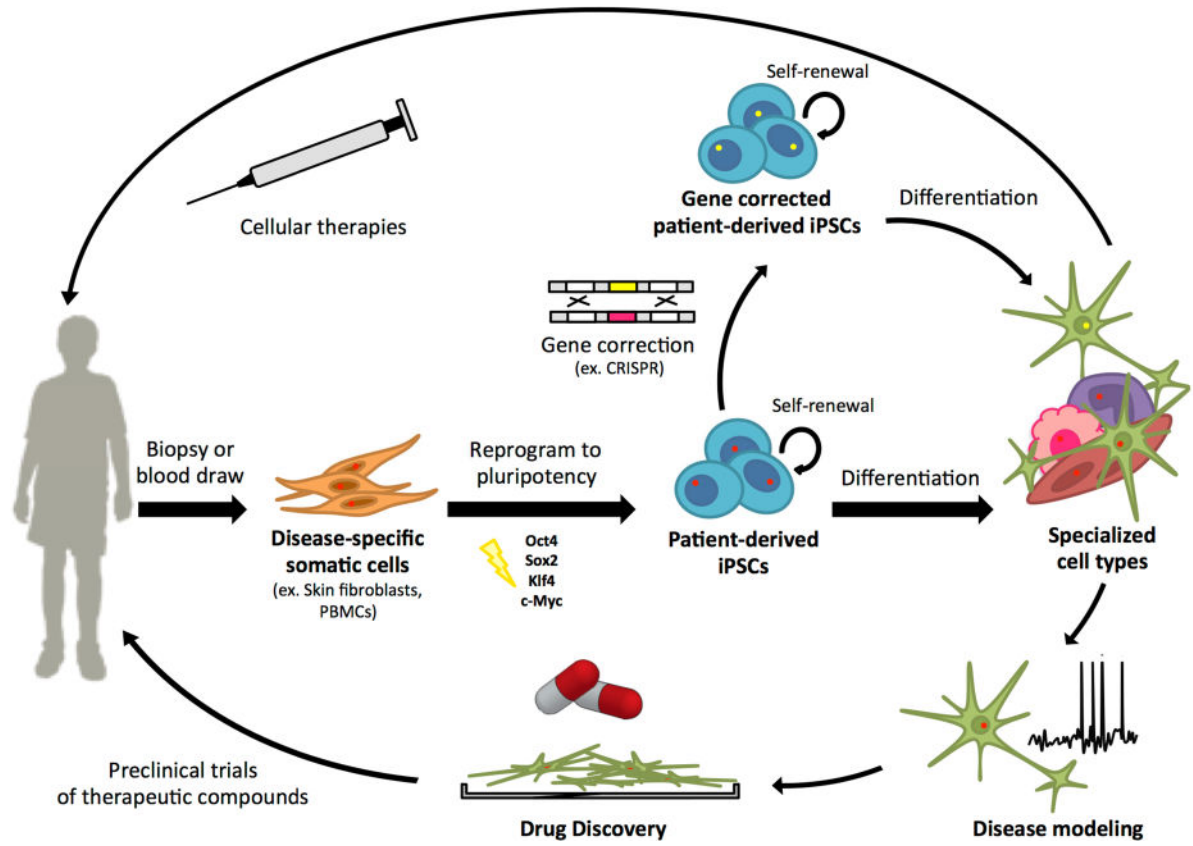 Self-renewal
Gene corrected
patient-derived iPSCs
Differentiation
Cellular therapies
Gene correction
(ex. CRISPR)
Self-renewal
Biopsy or
blood draw
Reprogram to
pluripotency
Differentiation
Disease-specific
somatic cells
(ex. Skin fibroblasts,
PBMCs)
Oct4
Sox2
Klf4
c-Myc
Patient-derived
iPSCs
Specialized
cell types
Preclinical trials
of therapeutic compounds
Drug Discovery
Disease modeling